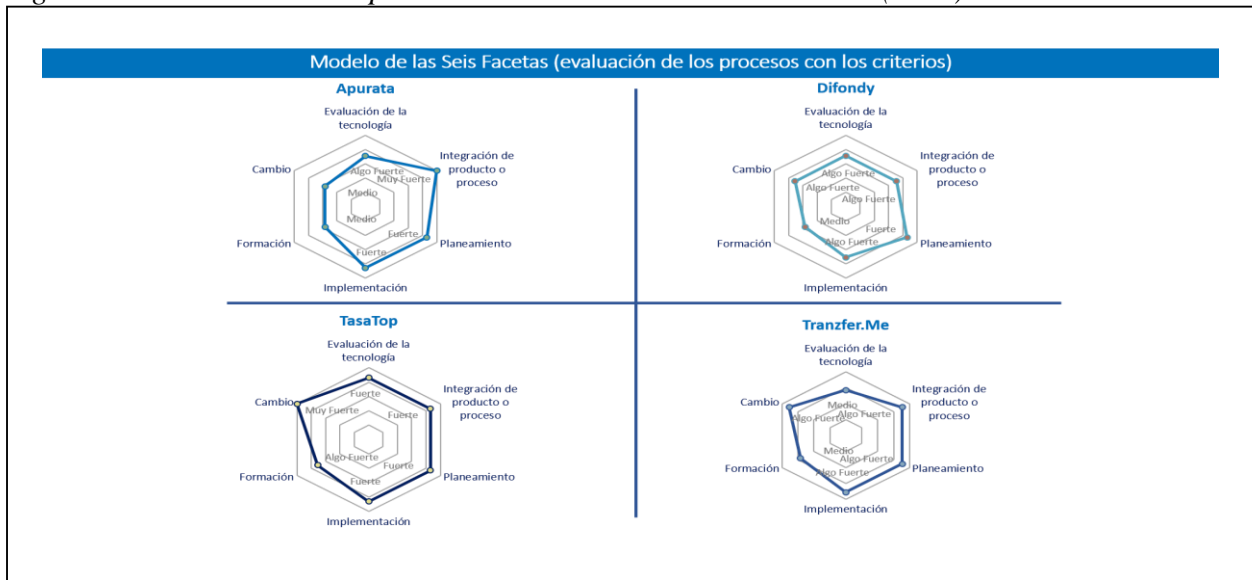 Modelo de las Seis Facetas (evaluación de los procesos con los criterios)
Apurata
Evaluación de la
tecnología
Cambio
Integración de
producto o
proceso
Algo Fuerte
Muy Fuerte
Medio
Medio
Fuerte
Formación
Planeamiento
Fuerte
Implementación
Difondy
Evaluación de la
tecnología
Cambio
Integración de
producto o
proceso
Algo Fuerte
Algo Fuerte
Algo Fuerte
Medio
Fuerte
Formación
Planeamiento
Algo Fuerte
Implementación
TasaTop
Evaluación de la
tecnología
Cambio
Integración de
producto o
proceso
Fuerte
Muy Fuerte
Fuerte
Algo Fuerte
Fuerte
Formación
Planeamiento
Fuerte
Implementación
Tranzfer.Me
Evaluación de la
tecnología
Cambio
Integración de
producto o
proceso
Medio
Algo Fuerte
Algo Fuerte
Medio
Algo Fuerte
Formación
Planeamiento
Algo Fuerte
Implementación